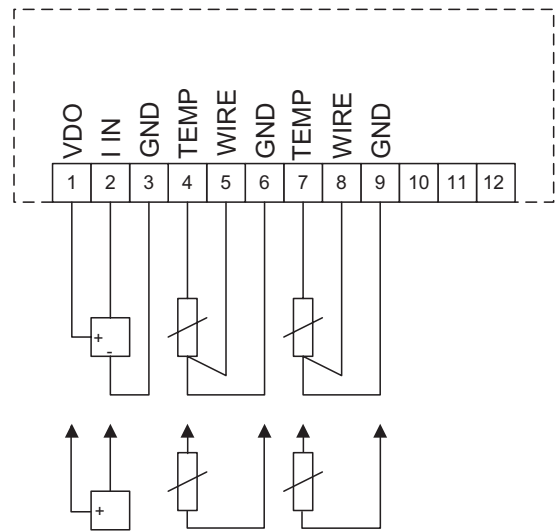 VDO
I IN
GND
TEMP
WIRE
GND
TEMP
WIRE
GND
1 2 3 4 5 6 7 8 9 10 11 12
+
-
+